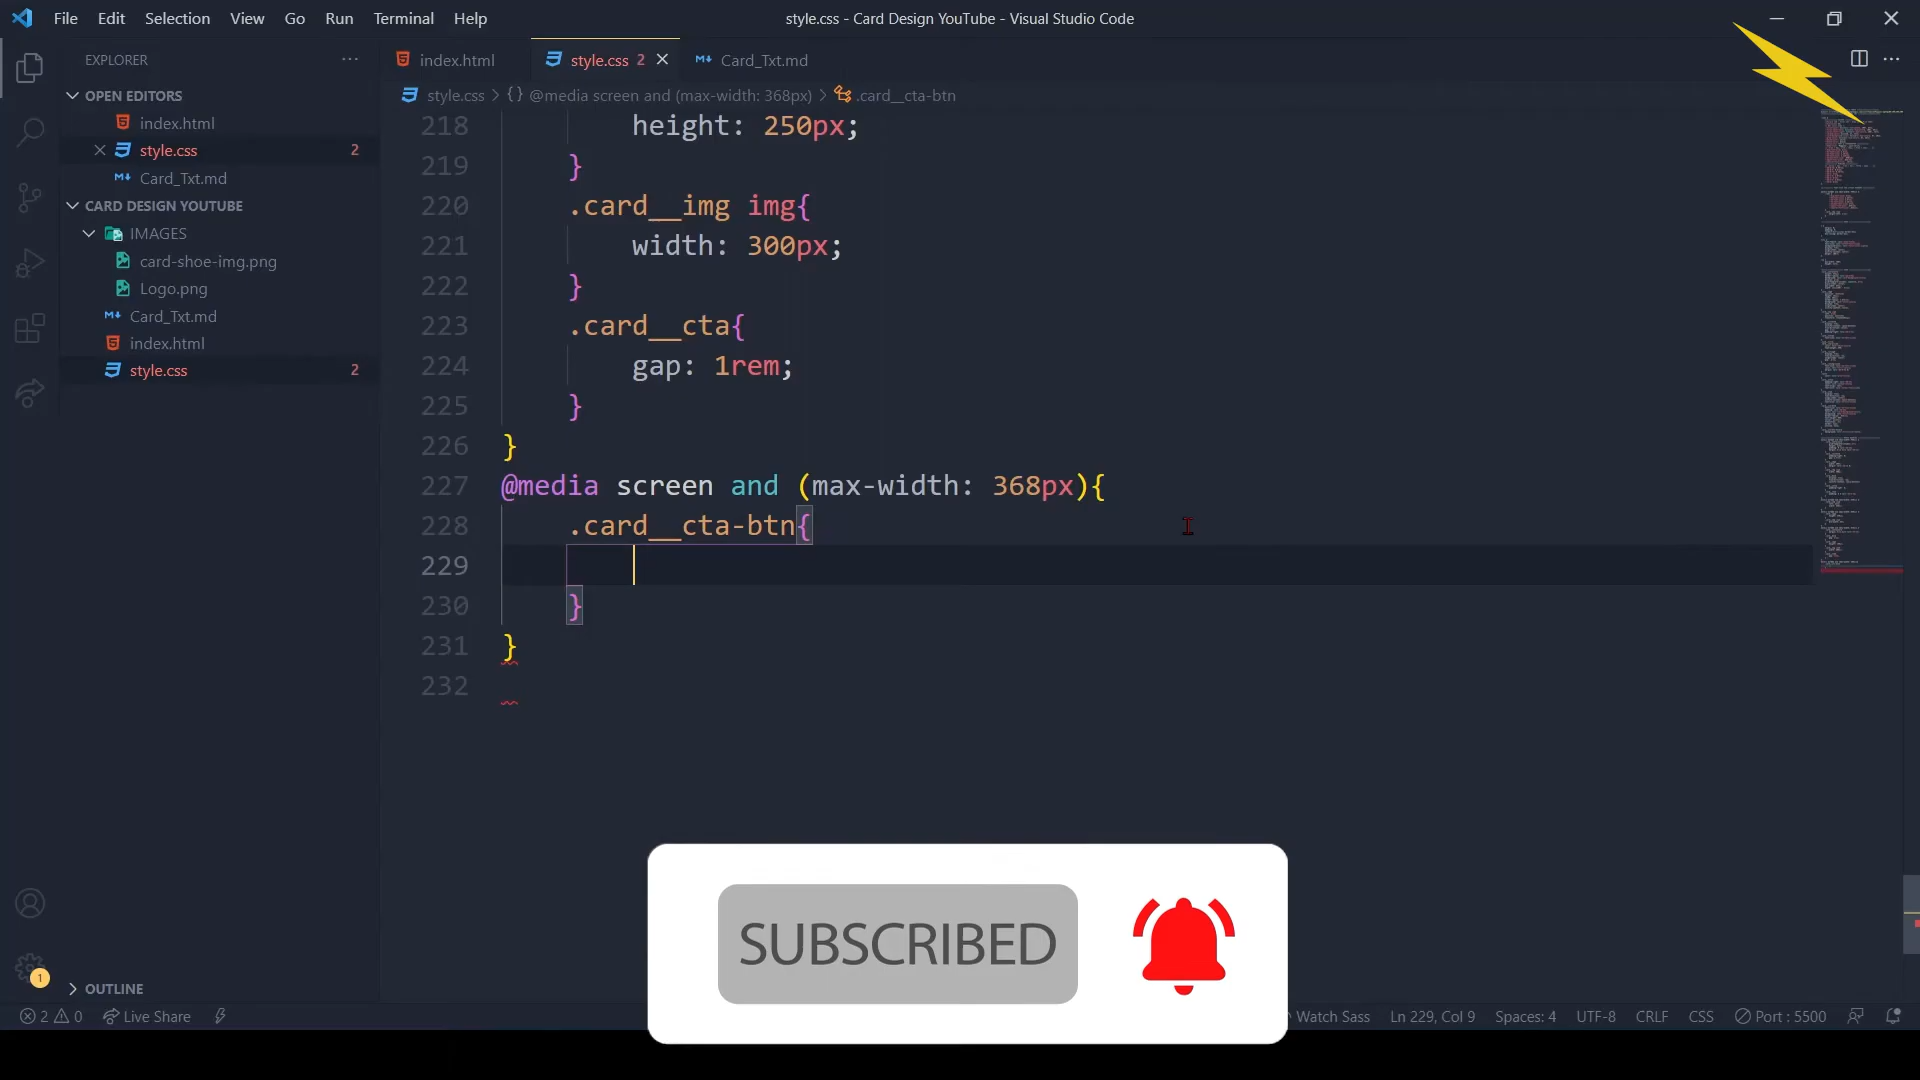 File Edit Selection View Go Run Terminal Help
style.css - Card Design YouTube - Visual Studio Code
EXPLORER
OPEN EDITORS
index.html
style.css 2
Card_Txt.md
CARD DESIGN YOUTUBE
IMAGES
card-shoe-img.png
Logo.png
Card_Txt.md
index.html
style.css 2
OUTLINE
index.html style.css 2 Card_Txt.md
style.css > {} @media screen and (max-width: 368px) > .card__cta-btn
218 height: 250px;
219 }
220 .card__img img{
221 width: 300px;
222 }
223 .card__cta{
224 gap: 1rem;
225 }
226 }
227 @media screen and (max-width: 368px){
228 .card__cta-btn{
229
230 }
231 }
232
SUBSCRIBED
1
2 0 Live Share
Watch Sass Ln 229, Col 9 Spaces: 4 UTF-8 CRLF CSS Port : 5500